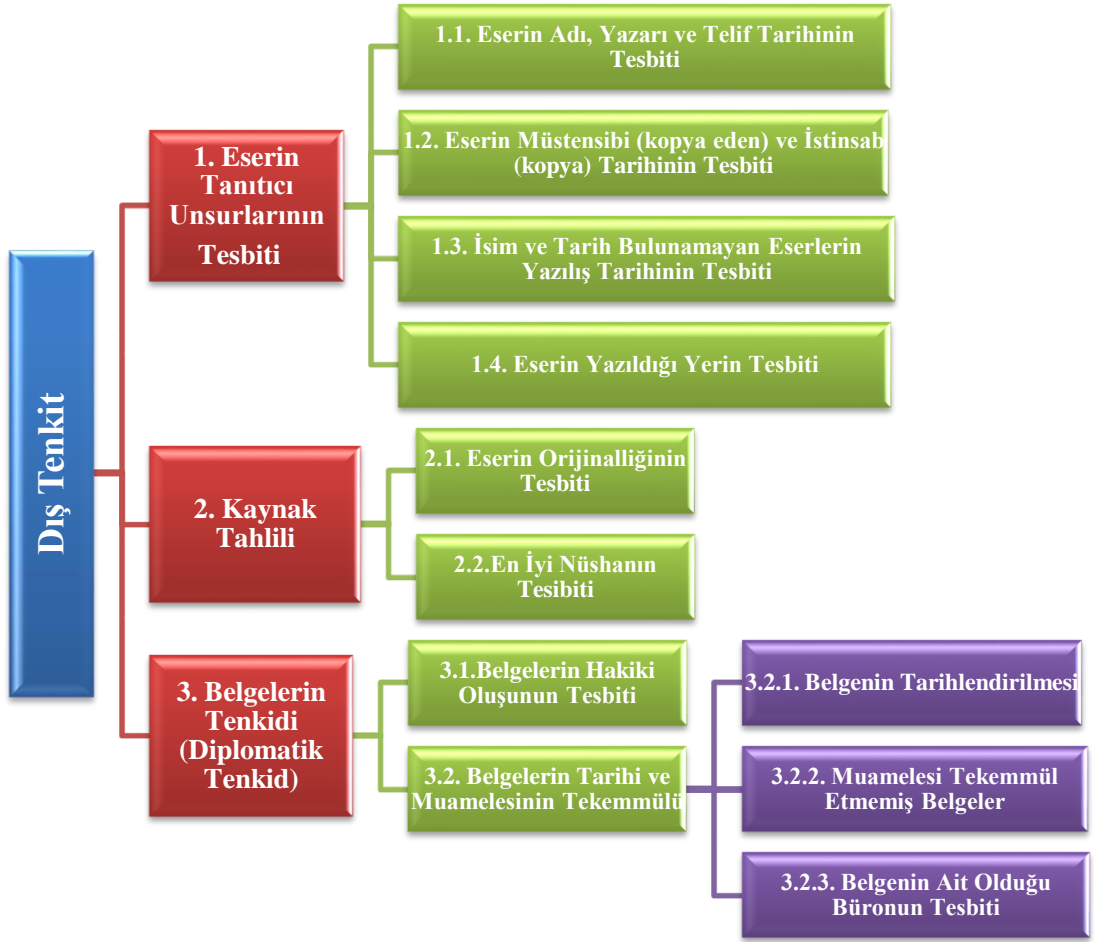 Dış Tenkit
1. Eserin
Tanıtıcı
Unsurlarının
Tesbiti
1.1. Eserin Adı, Yazarı ve Telif Tarihinin
Tesbiti
1.2. Eserin Müstensibi (kopya eden) ve İstinsab
(kopya) Tarihinin Tesbiti
1.3. İsim ve Tarih Bulunamayan Eserlerin
Yazılış Tarihinin Tesbiti
1.4. Eserin Yazıldığı Yerin Tesbiti
2. Kaynak
Tahlili
2.1. Eserin Orijinalliğinin
Tesbiti
2.2.En İyi Nüshanın
Tesibiti
3. Belgelerin
Tenkidi
(Diplomatik
Tenkid)
3.1.Belgelerin Hakiki
Oluşunun Tesbiti
3.2. Belgelerin Tarihi ve
Muamelesinin Tekemmülü
3.2.1. Belgenin Tarihlendirilmesi
3.2.2. Muamelesi Tekemmül
Etmemiş Belgeler
3.2.3. Belgenin Ait Olduğu
Büronun Tesbiti